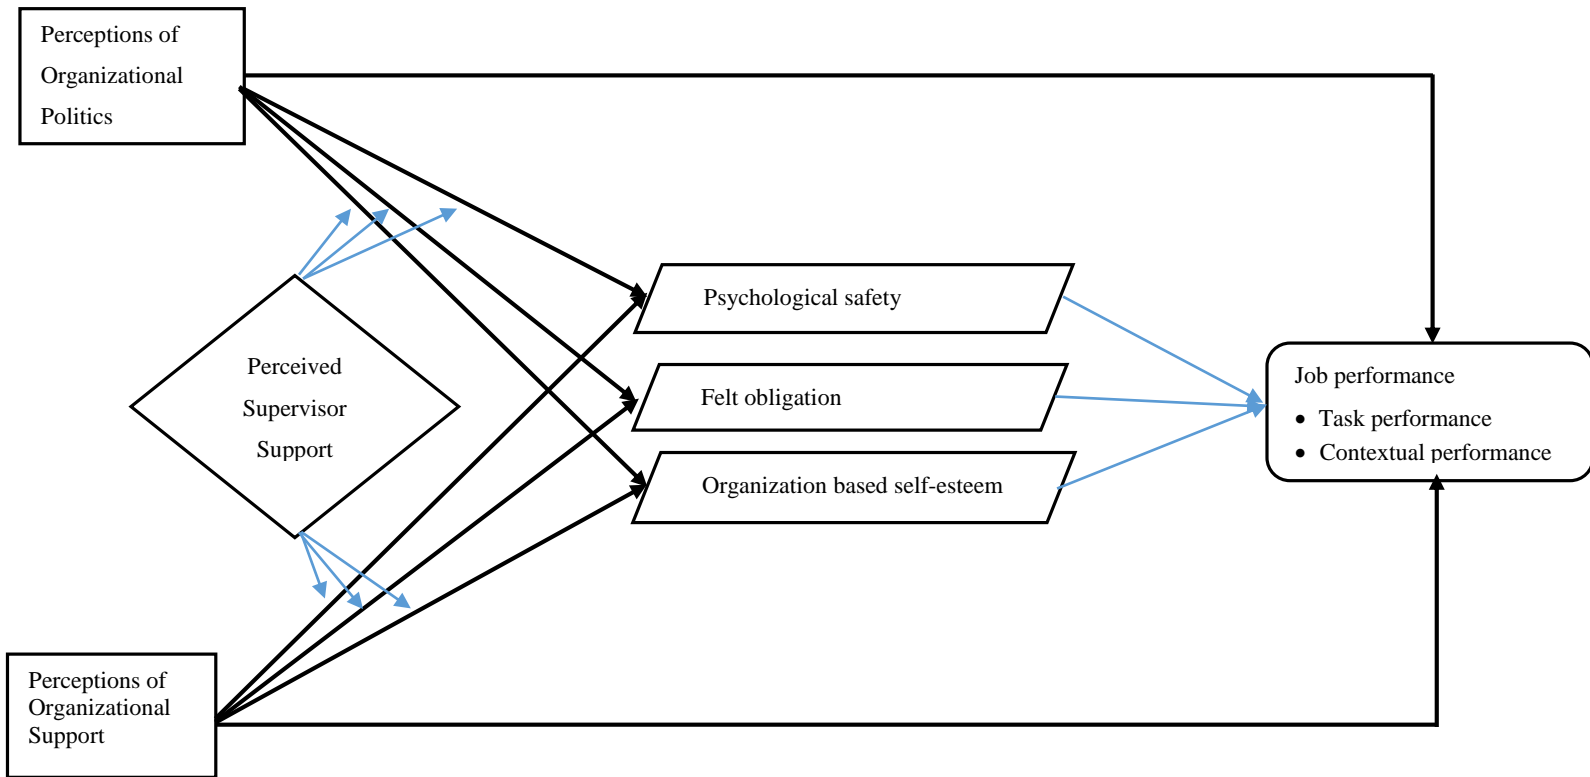 Perceptions of
Organizational
Politics
Psychological safety
Perceived
Supervisor
Support
Felt obligation
Job performance
• Task performance
• Contextual performance
Organization based self-esteem
Perceptions of
Organizational
Support